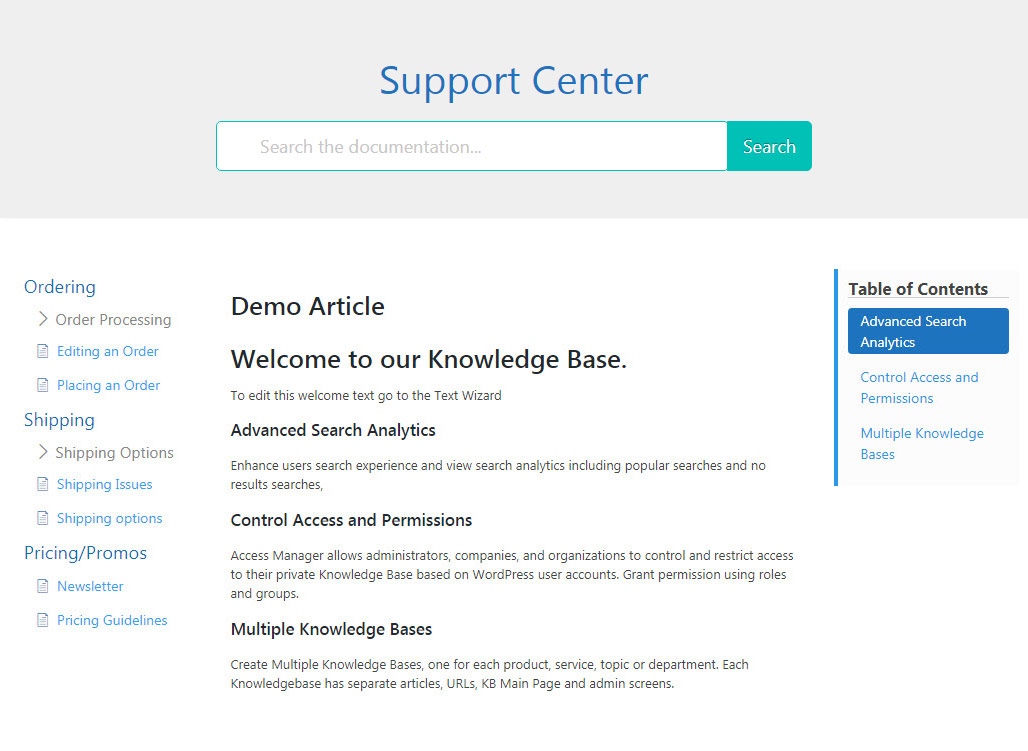 Support Center
Search the documentation...
Search
Ordering
Order Processing
Editing an Order
Placing an Order
Shipping
Shipping Options
Shipping Issues
Shipping options
Pricing/Promos
Newsletter
Pricing Guidelines
Demo Article
Welcome to our Knowledge Base.
To edit this welcome text go to the Text Wizard
Advanced Search Analytics
Enhance users search experience and view search analytics including popular searches and no
results searches,
Control Access and Permissions
Access Manager allows administrators, companies, and organizations to control and restrict access
to their private Knowledge Base based on WordPress user accounts. Grant permission using roles
and groups.
Multiple Knowledge Bases
Create Multiple Knowledge Bases, one for each product, service, topic or department. Each
Knowledgebase has separate articles, URLs, KB Main Page and admin screens.
Table of Contents
Advanced Search
Analytics
Control Access and
Permissions
Multiple Knowledge
Bases